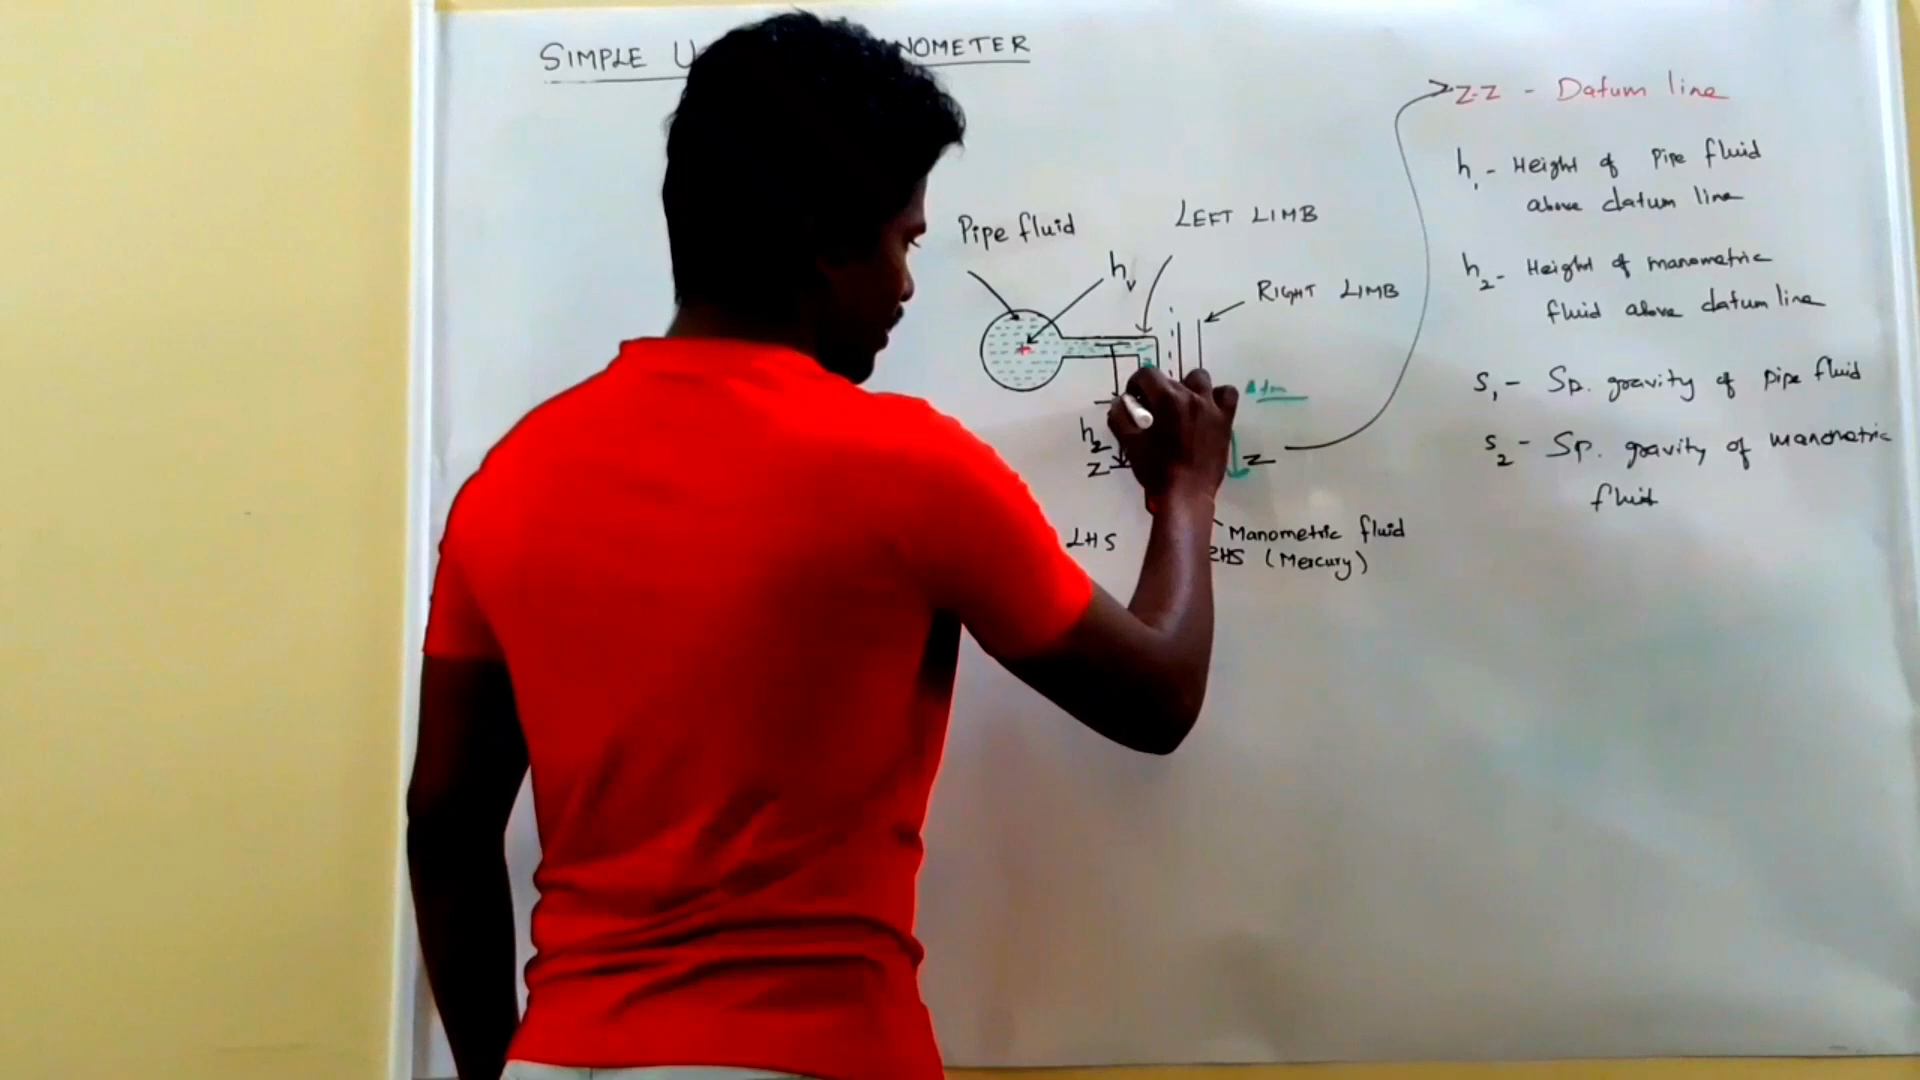 SIMPLE U NOMETER
Z-Z - Datum line
h1 - Height of Pipe fluid
above datum line
h2 - Height of manometric
fluid above datum line
S1 - Sp. gravity of pipe fluid
S2 - Sp. gravity of manometric
fluid
Pipe fluid
LEFT LIMB
hv
RIGHT LIMB
Atm
h2
Z
Z
LHS
Manometric fluid
RHS (Mercury)